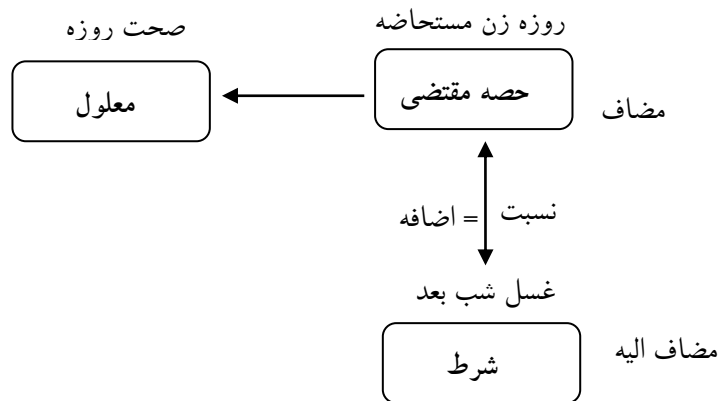 روزه زن مستحاضه
صحت روزه
حصه مقتضی
معلول
مضاف
نسبت = اضافه
غسل شب بعد
مضاف الیه
شرط